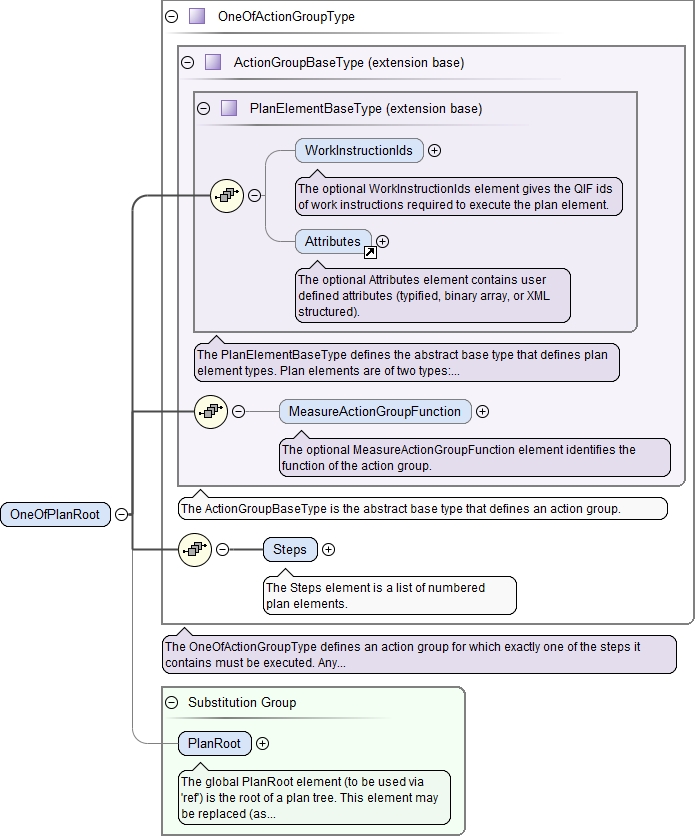 OneOfActionGroupType
ActionGroupBaseType (extension base)
PlanElementBaseType (extension base)
WorkInstructionIds
The optional WorkInstructionIds element gives the QIF ids
of work instructions required to execute the plan element.
Attributes
The optional Attributes element contains user
defined attributes (typified, binary array, or XML
structured).
The PlanElementBaseType defines the abstract base type that defines plan
element types. Plan elements are of two types:...
MeasureActionGroupFunction
The optional MeasureActionGroupFunction element identifies the
function of the action group.
The ActionGroupBaseType is the abstract base type that defines an action group.
OneOfPlanRoot
Steps
The Steps element is a list of numbered
plan elements.
The OneOfActionGroupType defines an action group for which exactly one of the steps it
contains must be executed. Any...
Substitution Group
PlanRoot
The global PlanRoot element (to be used via
'ref') is the root of a plan tree. This element may
be replaced (as...